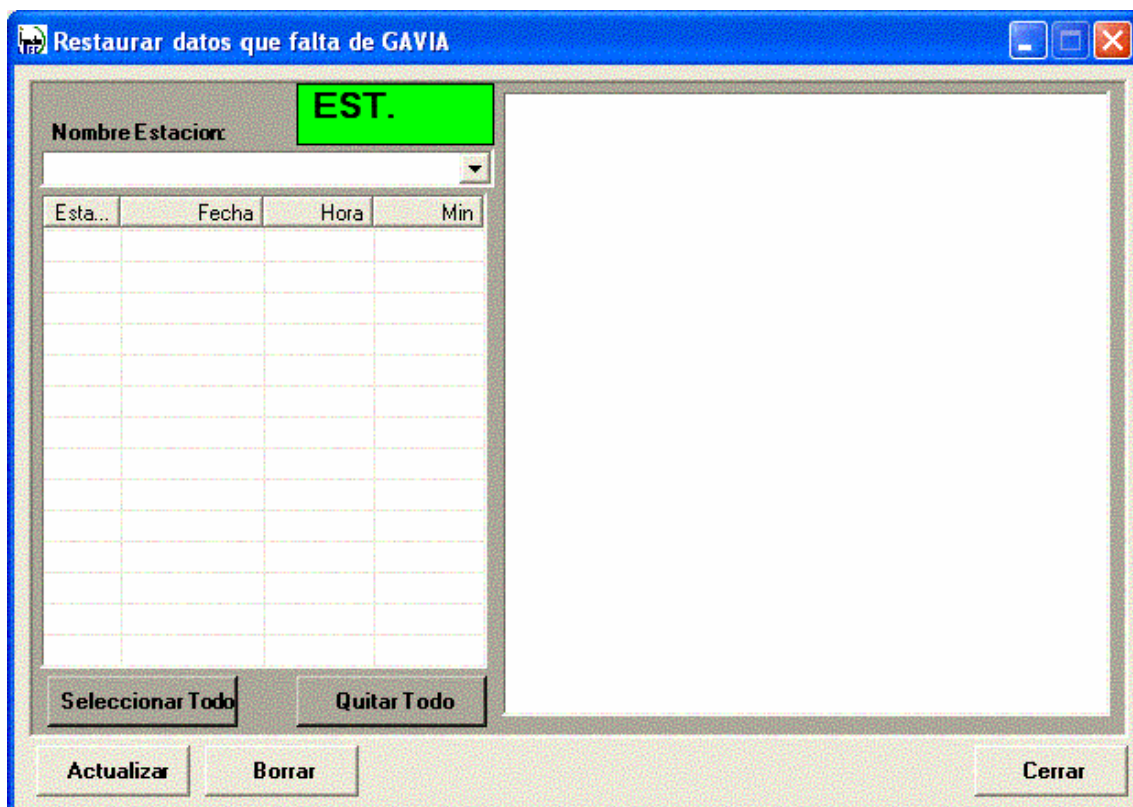 Restaurar datos que falta de GAVIA
EST.
Nombre Estacion:
Esta... Fecha Hora Min
Seleccionar Todo Quitar Todo
Actualizar Borrar Cerrar